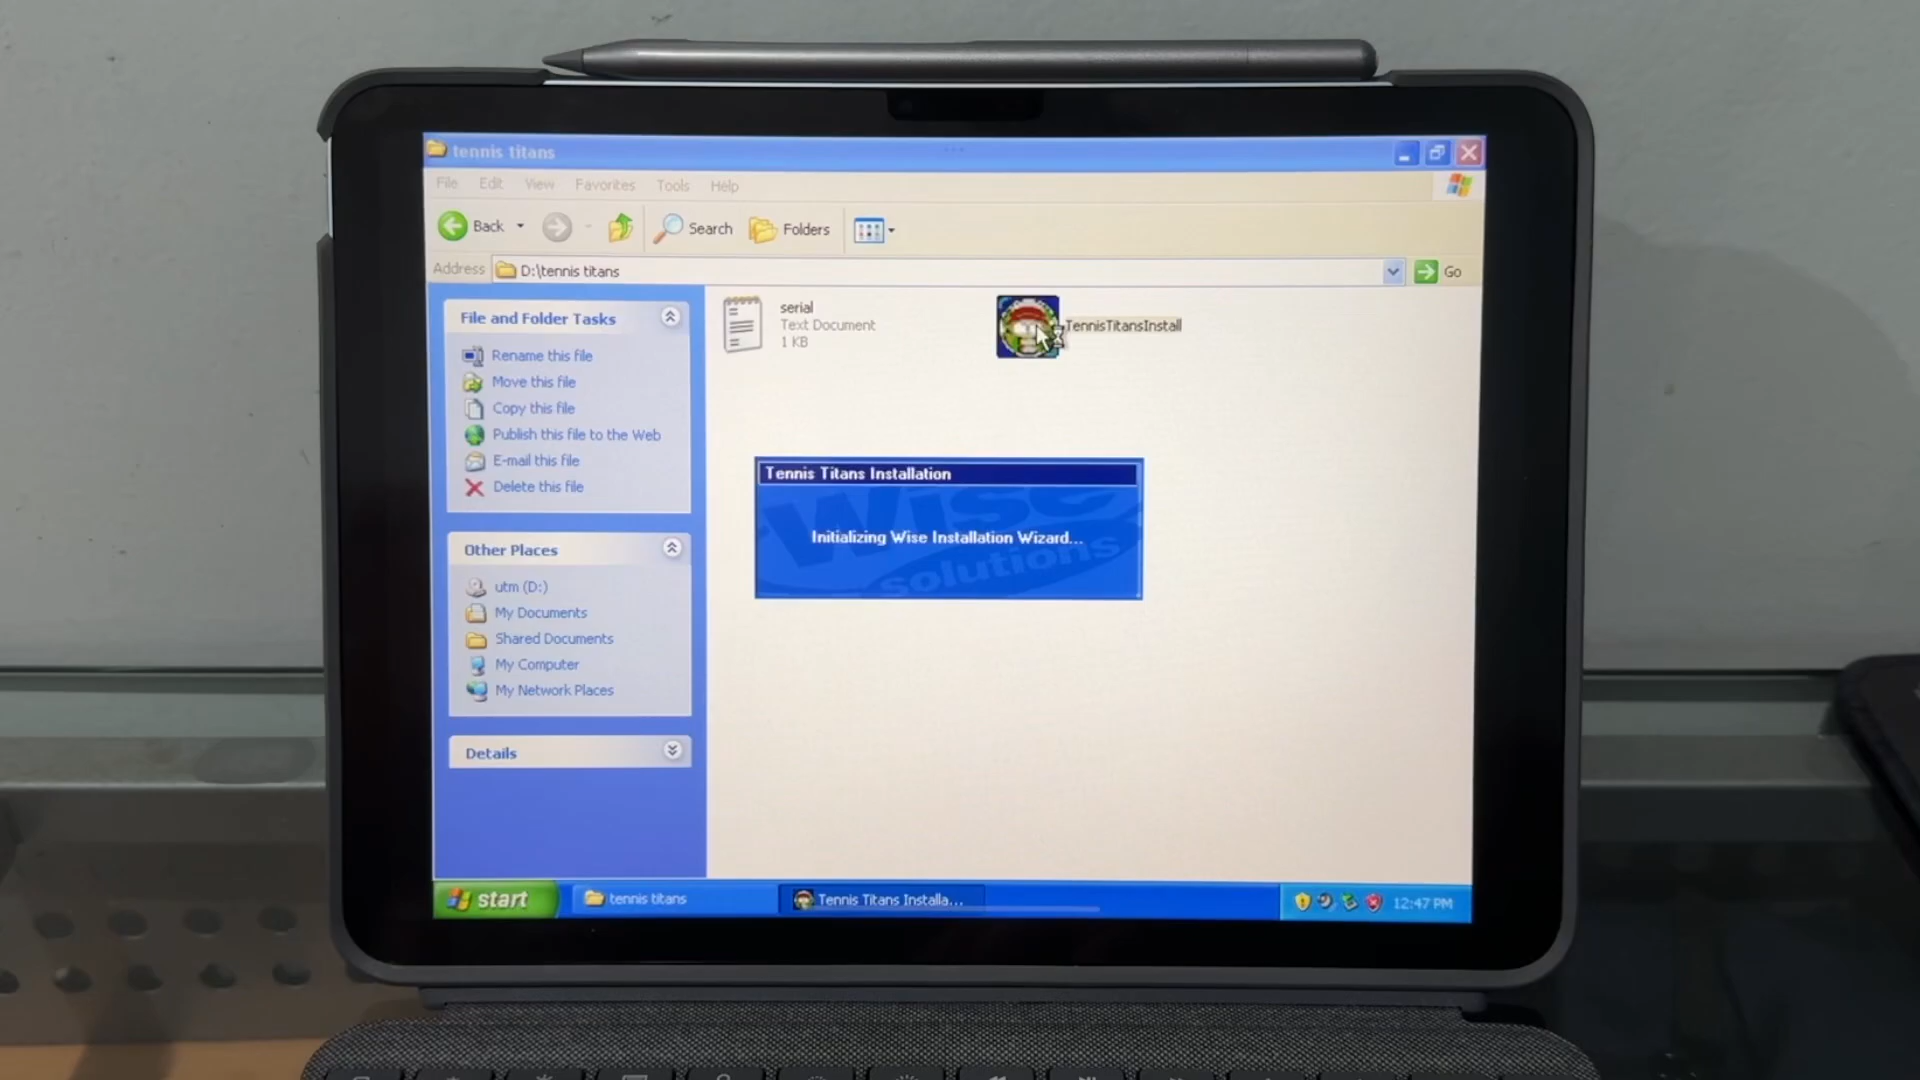 tennis titans
File Edit View Favorites Tools Help
Back Search Folders
Address D:\tennis titans Go
File and Folder Tasks
Rename this file
Move this file
Copy this file
Publish this file to the Web
E-mail this file
Delete this file
Other Places
utm (D:)
My Documents
Shared Documents
My Computer
My Network Places
Details
serial
Text Document
1 KB
TennisTitansInstall
Tennis Titans Installation
Wise
Initializing Wise Installation Wizard...
solutions
start tennis titans Tennis Titans Installa... 12:47 PM